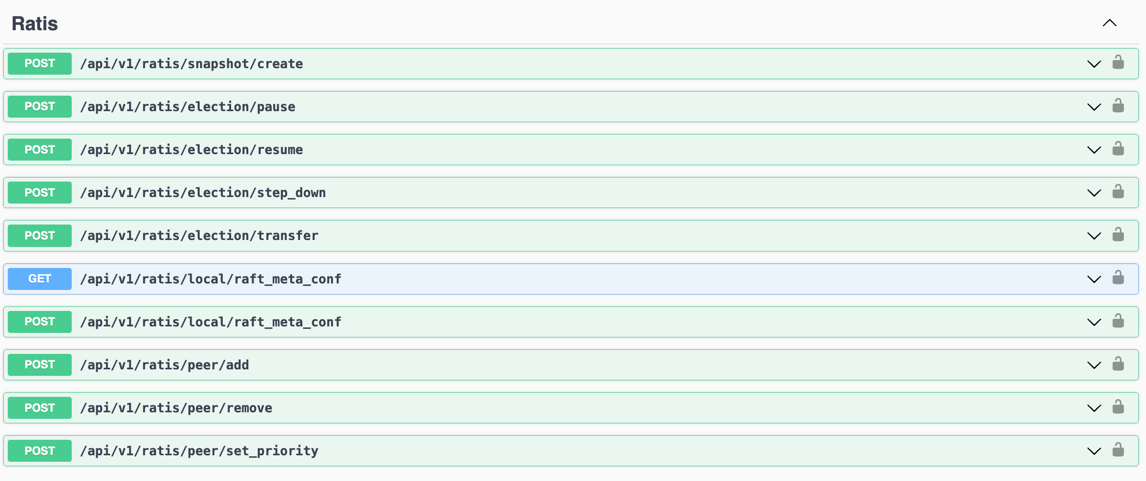 Ratis
POST /api/v1/ratis/snapshot/create
POST /api/v1/ratis/election/pause
POST /api/v1/ratis/election/resume
POST /api/v1/ratis/election/step_down
POST /api/v1/ratis/election/transfer
GET /api/v1/ratis/local/raft_meta_conf
POST /api/v1/ratis/local/raft_meta_conf
POST /api/v1/ratis/peer/add
POST /api/v1/ratis/peer/remove
POST /api/v1/ratis/peer/set_priority